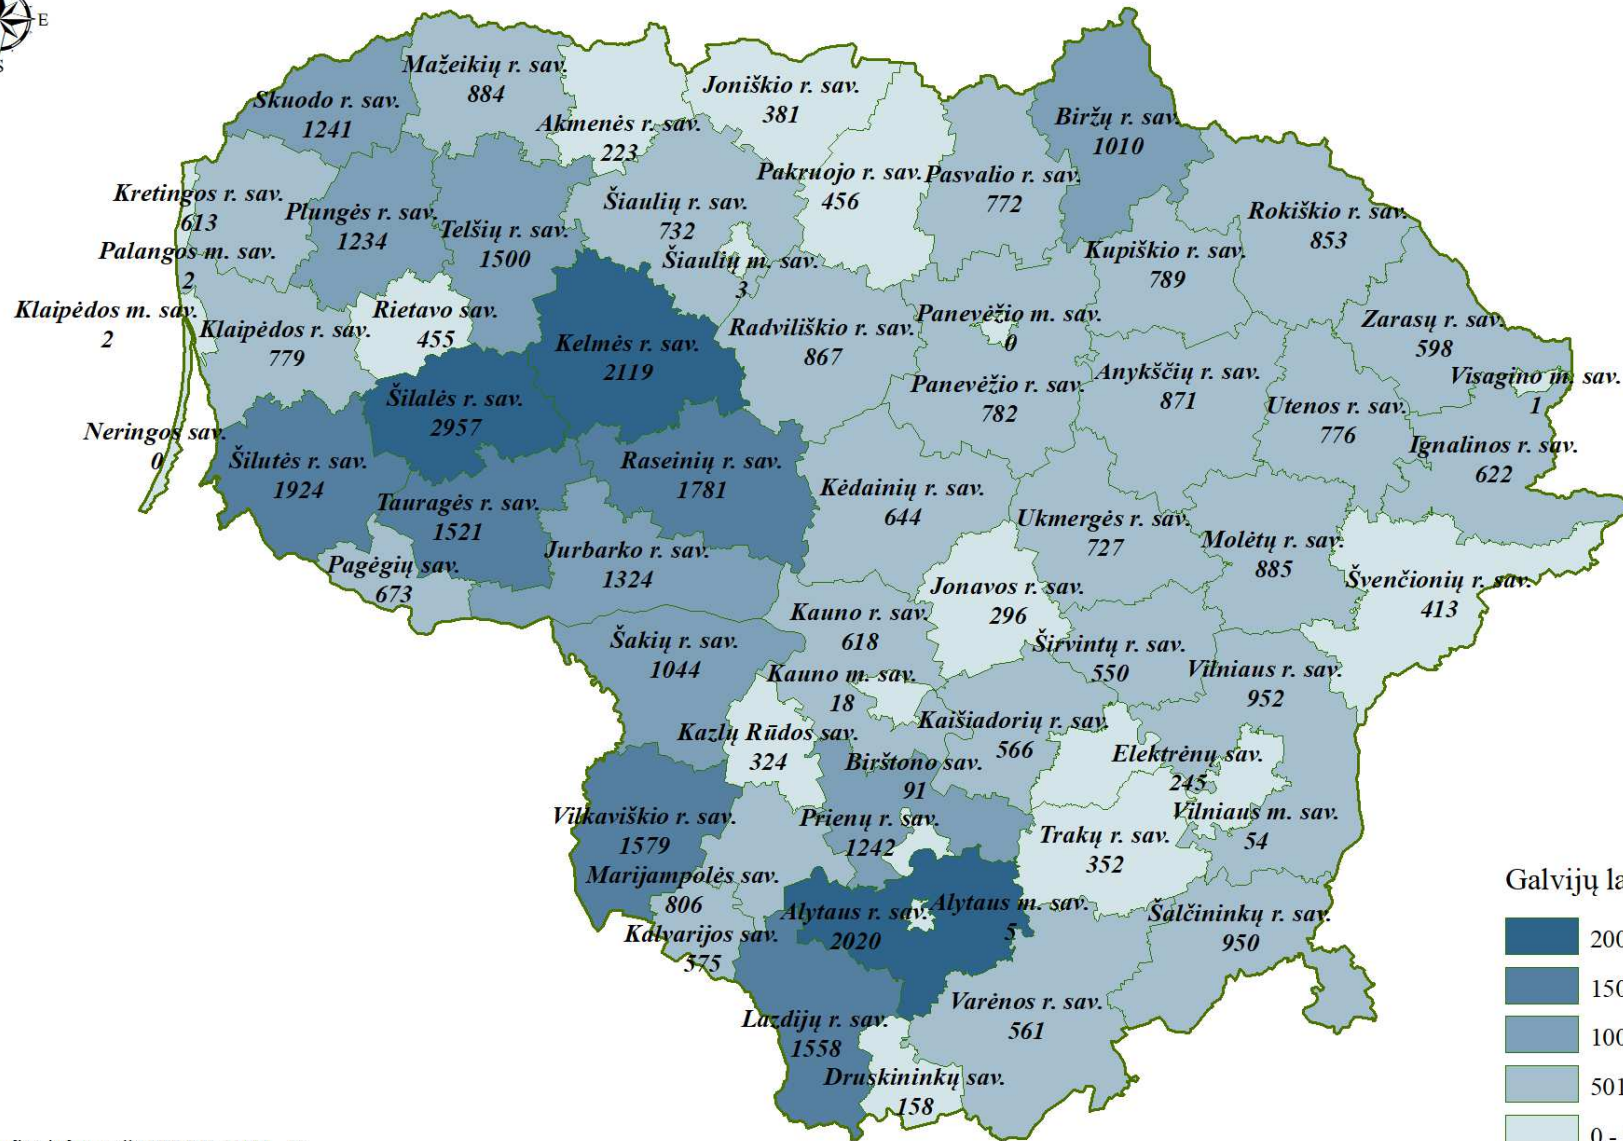 E
S
Mažeikių r. sav.
884
Skuodo r. sav.
1241
Akmenės r. sav.
223
Joniškio r. sav.
381
Biržų r. sav.
1010
Pakruojo r. sav.
456
Pasvalio r. sav.
772
Kretingos r. sav.
613
Plungės r. sav.
1234
Telšių r. sav.
1500
Šiaulių r. sav.
732
Rokiškio r. sav.
853
Palangos m. sav.
2
Šiaulių m. sav.
3
Kupiškio r. sav.
789
Klaipėdos m. sav.
2
Klaipėdos r. sav.
779
Rietavo sav.
455
Kelmės r. sav.
2119
Radviliškio r. sav.
867
Panevėžio m. sav.
0
Zarasų r. sav.
598
Panevėžio r. sav.
782
Anykščių r. sav.
871
Visagino m. sav.
1
Šilalės r. sav.
2957
Utenos r. sav.
776
Neringos sav.
0
Ignalinos r. sav.
622
Šilutės r. sav.
1924
Raseinių r. sav.
1781
Tauragės r. sav.
1521
Kėdainių r. sav.
644
Ukmergės r. sav.
727
Molėtų r. sav.
885
Pagėgių sav.
673
Jurbarko r. sav.
1324
Jonavos r. sav.
296
Švenčionių r. sav.
413
Kauno r. sav.
618
Šakių r. sav.
1044
Širvintų r. sav.
550
Vilniaus r. sav.
952
Kauno m. sav.
18
Kaišiadorių r. sav.
566
Kazlų Rūdos sav.
324
Birštono sav.
91
Elektrėnų sav.
245
Vilkaviškio r. sav.
1579
Prienų r. sav.
1242
Trakų r. sav.
352
Vilniaus m. sav.
54
Marijampolės sav.
806
Alytaus r. sav.
2020
Alytaus m. sav.
5
Šalčininkų r. sav.
950
Kalvarijos sav.
575
Lazdijų r. sav.
1558
Varėnos r. sav.
561
Druskininkų sav.
158
Galvijų la
200
150
100
501
0 -